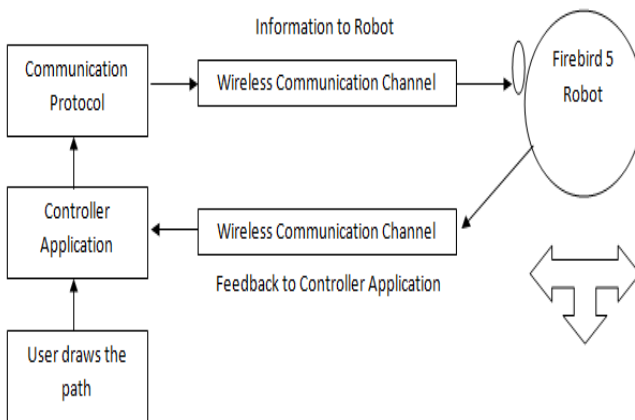 Information to Robot
Communication
Protocol
Wireless Communication Channel
Firebird 5
Robot
Controller
Application
Wireless Communication Channel
Feedback to Controller Application
User draws the
path